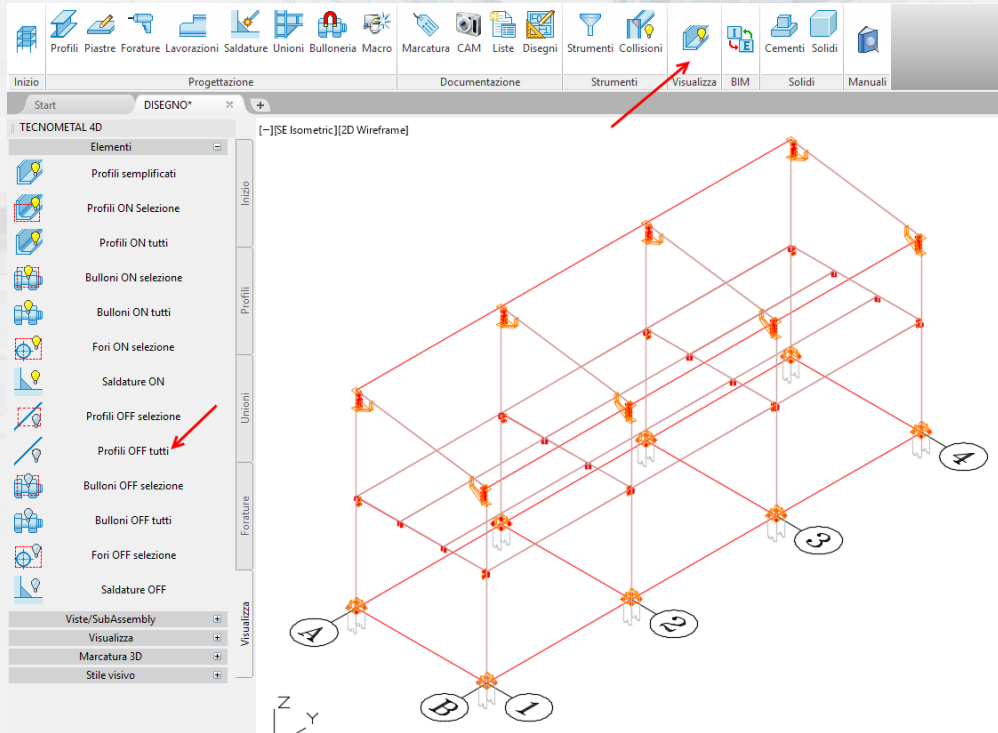 Profili Piastre Forature Lavorazioni Saldature Unioni Bulloneria Macro Marcatura CAM Liste Disegni Strumenti Collisioni Cementi Solidi
Inizio Progettazione Documentazione Strumenti Visualizza BIM Solidi Manuali
Start DISEGNO*
TECNOMETAL 4D
[−][SE Isometric][2D Wireframe]
Elementi
Profili semplificati
Profili ON Selezione
Profili ON tutti
Bulloni ON selezione
Bulloni ON tutti
Fori ON selezione
Saldature ON
Profili OFF selezione
Profili OFF tutti
Bulloni OFF selezione
Bulloni OFF tutti
Fori OFF selezione
Saldature OFF
Viste/SubAssembly
Visualizza
Marcatura 3D
Stile visivo
Inizio
Profili
Unioni
Forature
Visualizza
4
3
2
A
B 1
Z
Y